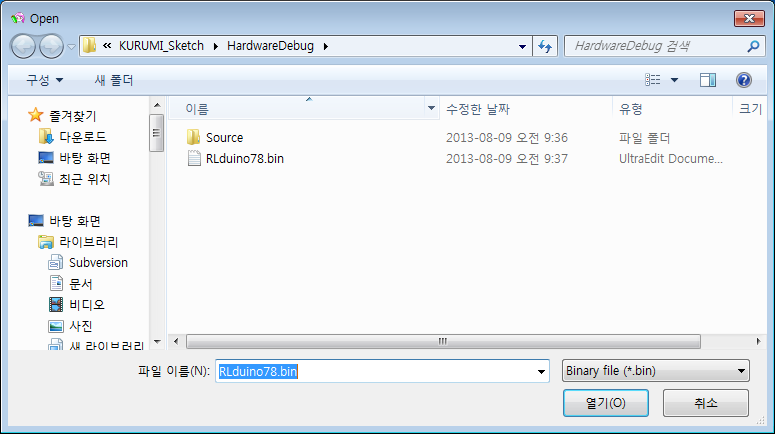 Open
« KURUMI_Sketch ▸ HardwareDebug ▸
HardwareDebug 검색
구성 새 폴더
이름 수정한 날짜 유형 크기
즐겨찾기
다운로드
바탕 화면
최근 위치
바탕 화면
라이브러리
Subversion
문서
비디오
사진
새 라이브러리
Source 2013-08-09 오전 9:36 파일 폴더
RLduino78.bin 2013-08-09 오전 9:37 UltraEdit Docume...
파일 이름(N): RLduino78.bin Binary file (*.bin)
열기(O) 취소